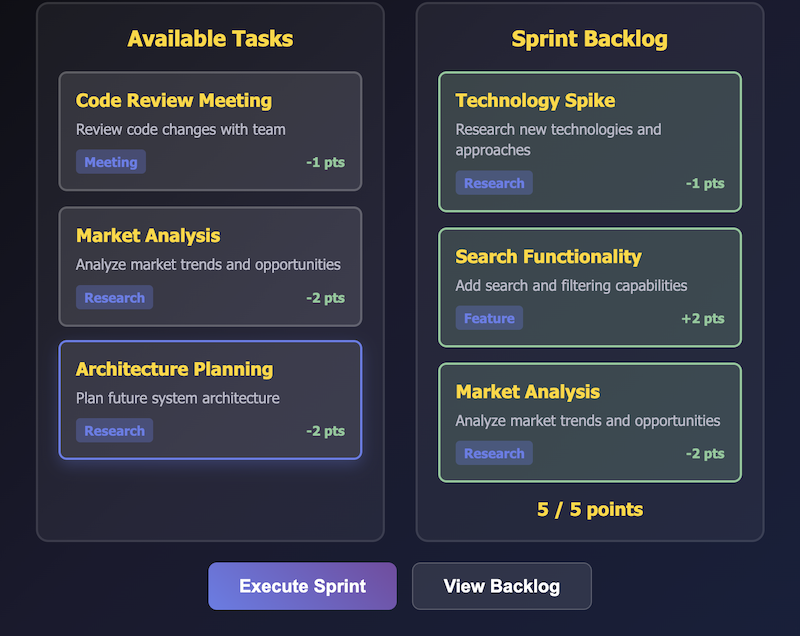 Available Tasks
Code Review Meeting
Review code changes with team
Meeting
-1 pts
Market Analysis
Analyze market trends and opportunities
Research
-2 pts
Architecture Planning
Plan future system architecture
Research
-2 pts
Sprint Backlog
Technology Spike
Research new technologies and
approaches
Research
-1 pts
Search Functionality
Add search and filtering capabilities
Feature
+2 pts
Market Analysis
Analyze market trends and opportunities
Research
-2 pts
5 / 5 points
Execute Sprint
View Backlog